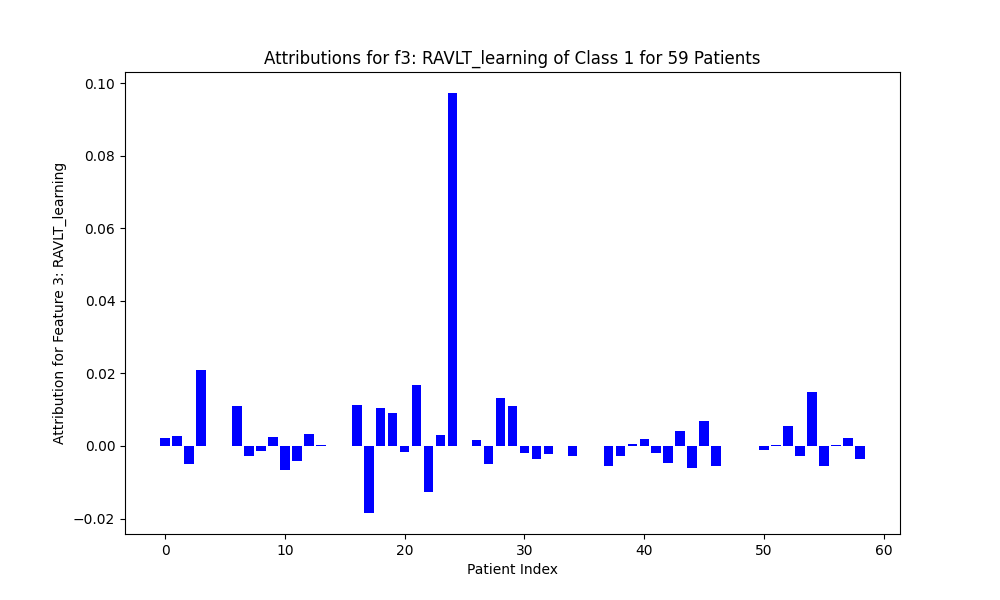 Attributions for f3: RAVLT_learning of Class 1 for 59 Patients
Attribution for Feature 3: RAVLT_learning
0.10
0.08
0.06
0.04
0.02
0.00
−0.02
0 10 20 30 40 50 60
Patient Index